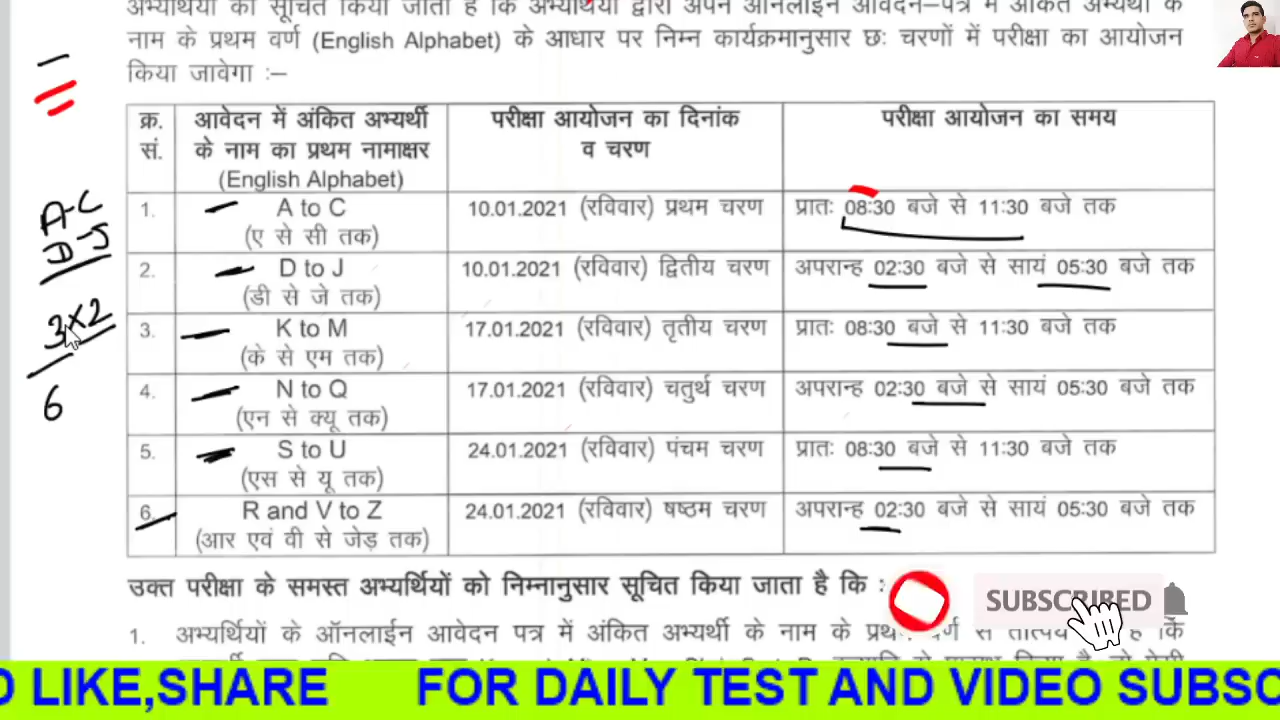 अभ्यर्थियों को सूचित किया जाता है कि अभ्यर्थियों द्वारा अपने ऑनलाईन आवेदन–पत्र में अंकित अभ्यर्थी के
नाम के प्रथम वर्ण (English Alphabet) के आधार पर निम्न कार्यक्रमानुसार छः चरणों में परीक्षा का आयोजन
किया जावेगा :–
क्र. सं. आवेदन में अंकित अभ्यर्थी के नाम का प्रथम नामाक्षर (English Alphabet) परीक्षा आयोजन का दिनांक व चरण परीक्षा आयोजन का समय
1. A to C (ए से सी तक) 10.01.2021 (रविवार) प्रथम चरण प्रातः 08:30 बजे से 11:30 बजे तक
2. D to J (डी से जे तक) 10.01.2021 (रविवार) द्वितीय चरण अपरान्ह 02:30 बजे से सायं 05:30 बजे तक
3. K to M (के से एम तक) 17.01.2021 (रविवार) तृतीय चरण प्रातः 08:30 बजे से 11:30 बजे तक
4. N to Q (एन से क्यू तक) 17.01.2021 (रविवार) चतुर्थ चरण अपरान्ह 02:30 बजे से सायं 05:30 बजे तक
5. S to U (एस से यू तक) 24.01.2021 (रविवार) पंचम चरण प्रातः 08:30 बजे से 11:30 बजे तक
6. R and V to Z (आर एवं वी से जेड़ तक) 24.01.2021 (रविवार) षष्ठम चरण अपरान्ह 02:30 बजे से सायं 05:30 बजे तक
A-C
D-J
3×2
6
उक्त परीक्षा के समस्त अभ्यर्थियों को निम्नानुसार सूचित किया जाता है कि :
SUBSCRIBED
1. अभ्यर्थियों के ऑनलाईन आवेदन पत्र में अंकित अभ्यर्थी के नाम के प्रथम वर्ण से तात्पर्य है कि
LIKE,SHARE FOR DAILY TEST AND VIDEO SUBSC